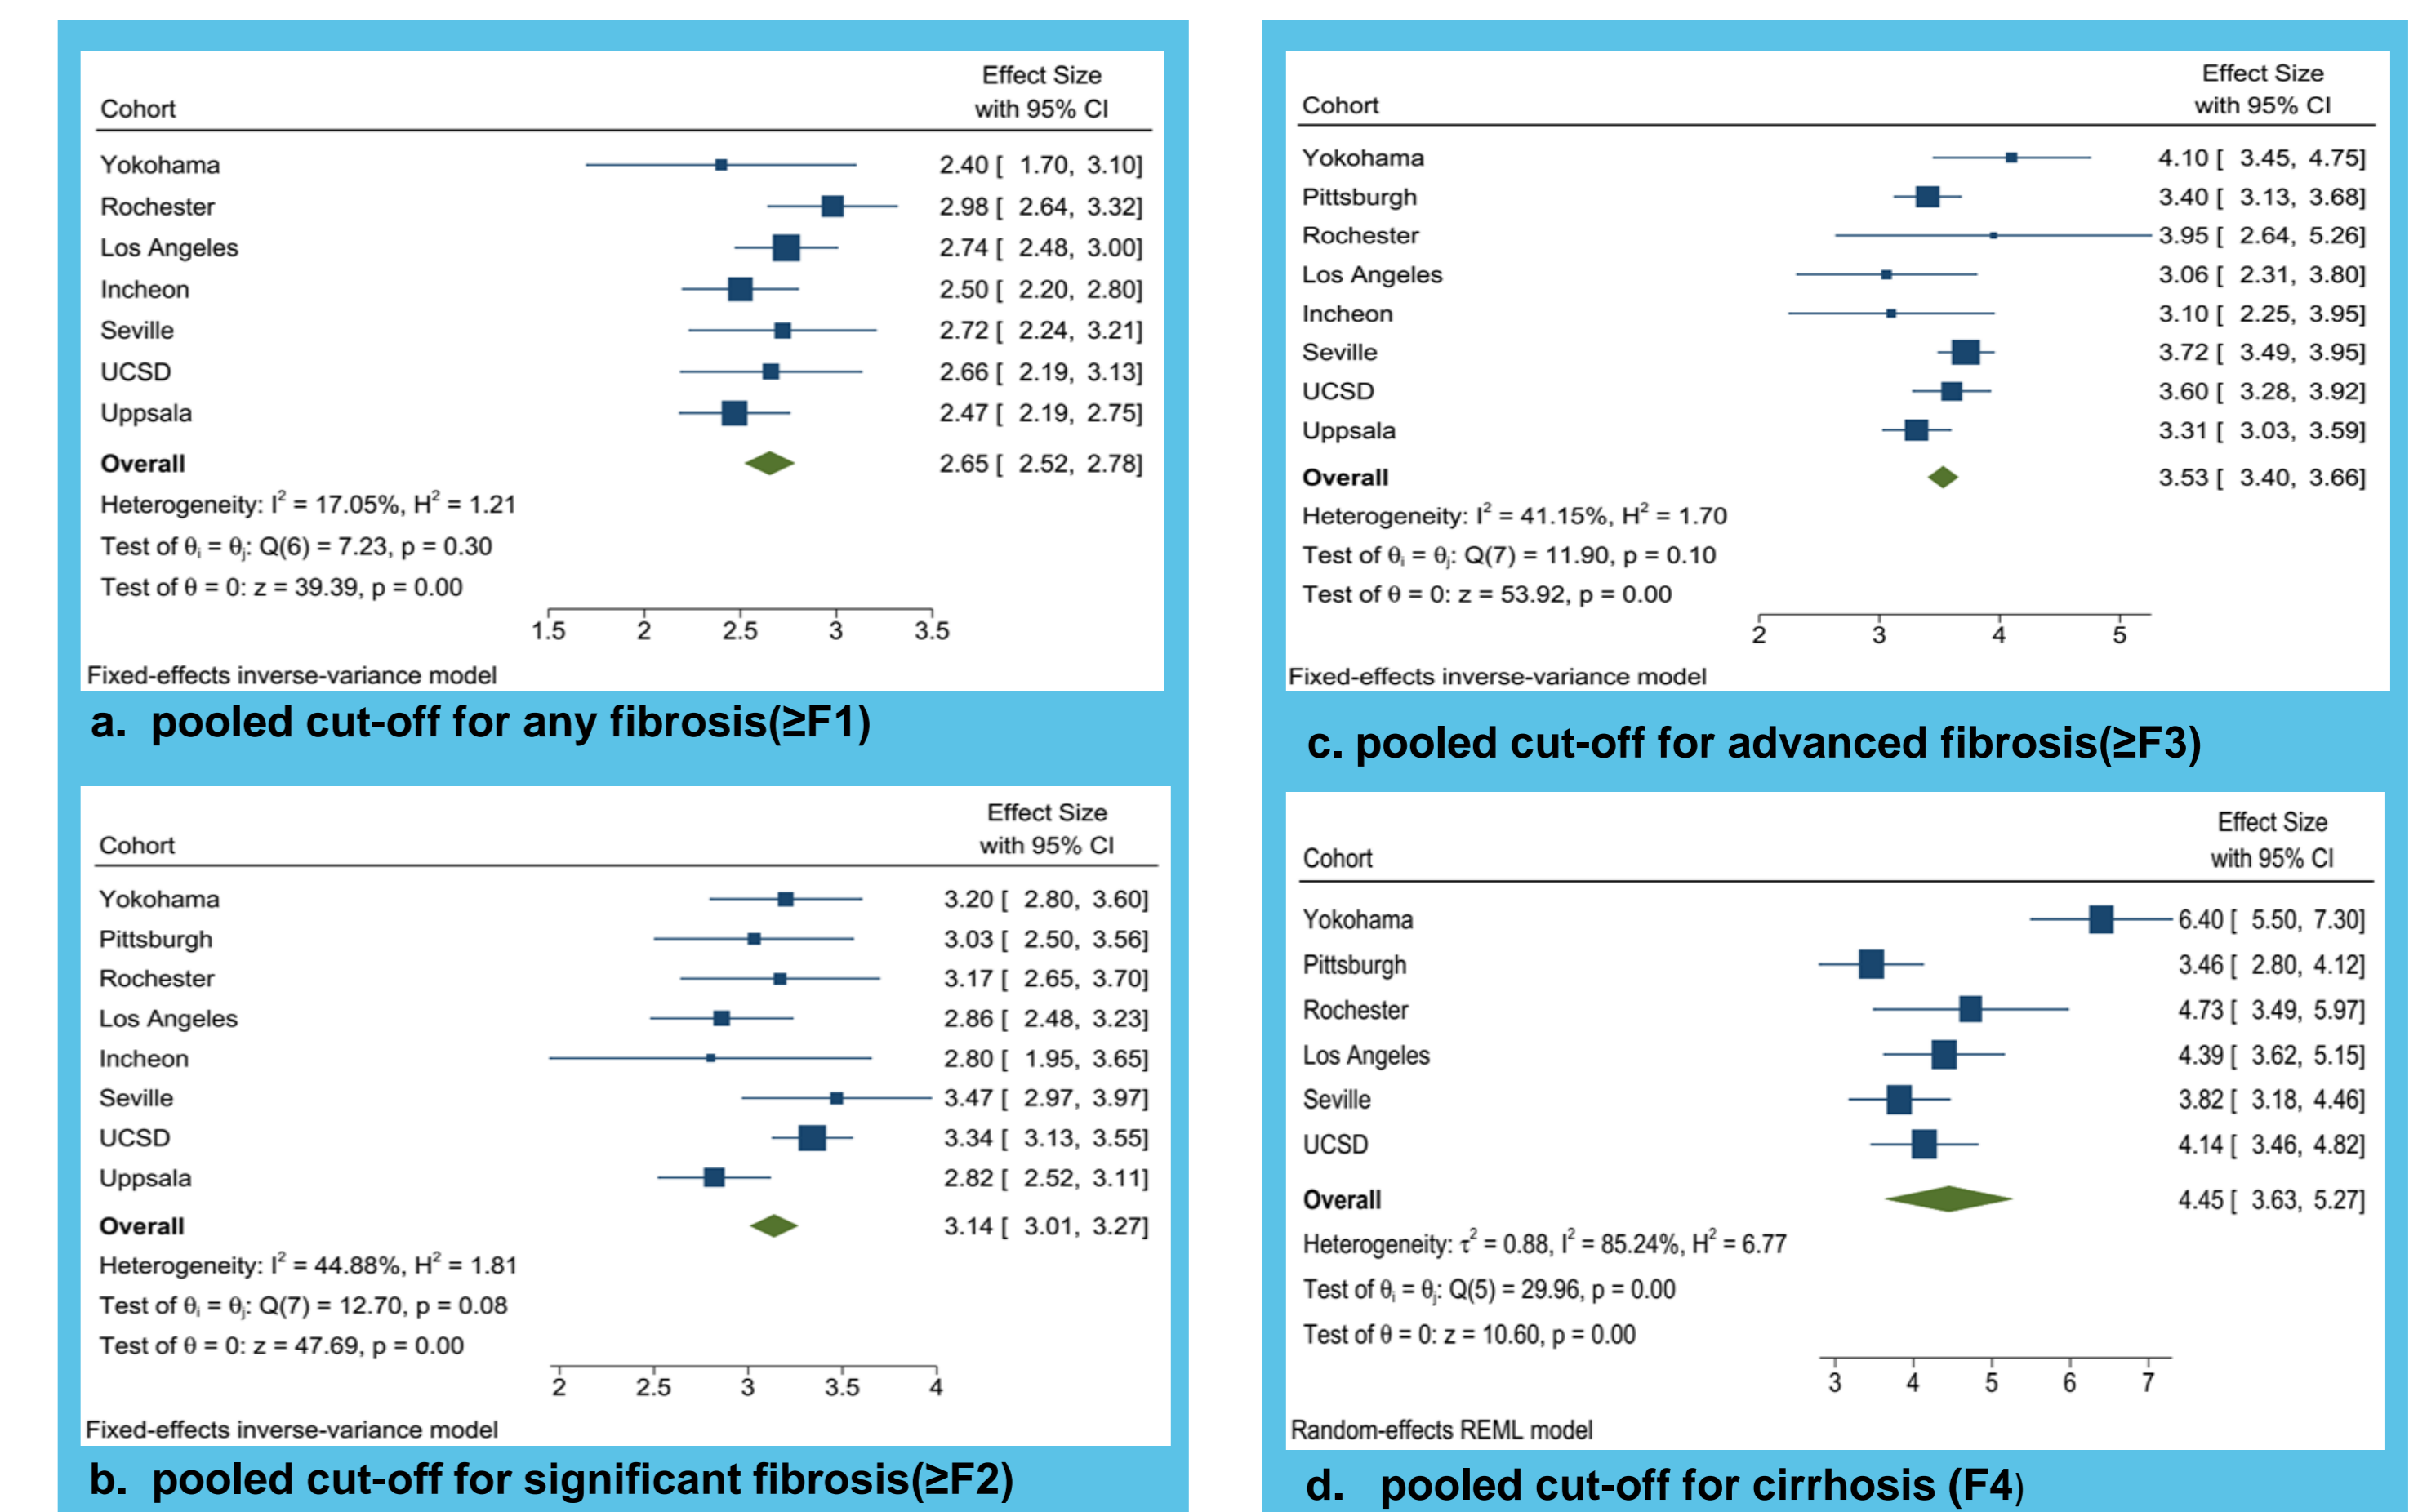 Effect Size
Cohort with 95% CI
Yokohama 2.40 [ 1.70, 3.10]
Rochester 2.98 [ 2.64, 3.32]
Los Angeles 2.74 [ 2.48, 3.00]
Incheon 2.50 [ 2.20, 2.80]
Seville 2.72 [ 2.24, 3.21]
UCSD 2.66 [ 2.19, 3.13]
Uppsala 2.47 [ 2.19, 2.75]
Overall 2.65 [ 2.52, 2.78]
Heterogeneity: I² = 17.05%, H² = 1.21
Test of θᵢ = θⱼ: Q(6) = 7.23, p = 0.30
Test of θ = 0: z = 39.39, p = 0.00
1.5 2 2.5 3 3.5
Fixed-effects inverse-variance model
a. pooled cut-off for any fibrosis(≥F1)
Effect Size
Cohort with 95% CI
Yokohama 3.20 [ 2.80, 3.60]
Pittsburgh 3.03 [ 2.50, 3.56]
Rochester 3.17 [ 2.65, 3.70]
Los Angeles 2.86 [ 2.48, 3.23]
Incheon 2.80 [ 1.95, 3.65]
Seville 3.47 [ 2.97, 3.97]
UCSD 3.34 [ 3.13, 3.55]
Uppsala 2.82 [ 2.52, 3.11]
Overall 3.14 [ 3.01, 3.27]
Heterogeneity: I² = 44.88%, H² = 1.81
Test of θᵢ = θⱼ: Q(7) = 12.70, p = 0.08
Test of θ = 0: z = 47.69, p = 0.00
2 2.5 3 3.5 4
Fixed-effects inverse-variance model
b. pooled cut-off for significant fibrosis(≥F2)
Effect Size
Cohort with 95% CI
Yokohama 4.10 [ 3.45, 4.75]
Pittsburgh 3.40 [ 3.13, 3.68]
Rochester 3.95 [ 2.64, 5.26]
Los Angeles 3.06 [ 2.31, 3.80]
Incheon 3.10 [ 2.25, 3.95]
Seville 3.72 [ 3.49, 3.95]
UCSD 3.60 [ 3.28, 3.92]
Uppsala 3.31 [ 3.03, 3.59]
Overall 3.53 [ 3.40, 3.66]
Heterogeneity: I² = 41.15%, H² = 1.70
Test of θᵢ = θⱼ: Q(7) = 11.90, p = 0.10
Test of θ = 0: z = 53.92, p = 0.00
2 3 4 5
Fixed-effects inverse-variance model
c. pooled cut-off for advanced fibrosis(≥F3)
Effect Size
Cohort with 95% CI
Yokohama 6.40 [ 5.50, 7.30]
Pittsburgh 3.46 [ 2.80, 4.12]
Rochester 4.73 [ 3.49, 5.97]
Los Angeles 4.39 [ 3.62, 5.15]
Seville 3.82 [ 3.18, 4.46]
UCSD 4.14 [ 3.46, 4.82]
Overall 4.45 [ 3.63, 5.27]
Heterogeneity: τ² = 0.88, I² = 85.24%, H² = 6.77
Test of θᵢ = θⱼ: Q(5) = 29.96, p = 0.00
Test of θ = 0: z = 10.60, p = 0.00
3 4 5 6 7
Random-effects REML model
d. pooled cut-off for cirrhosis (F4)